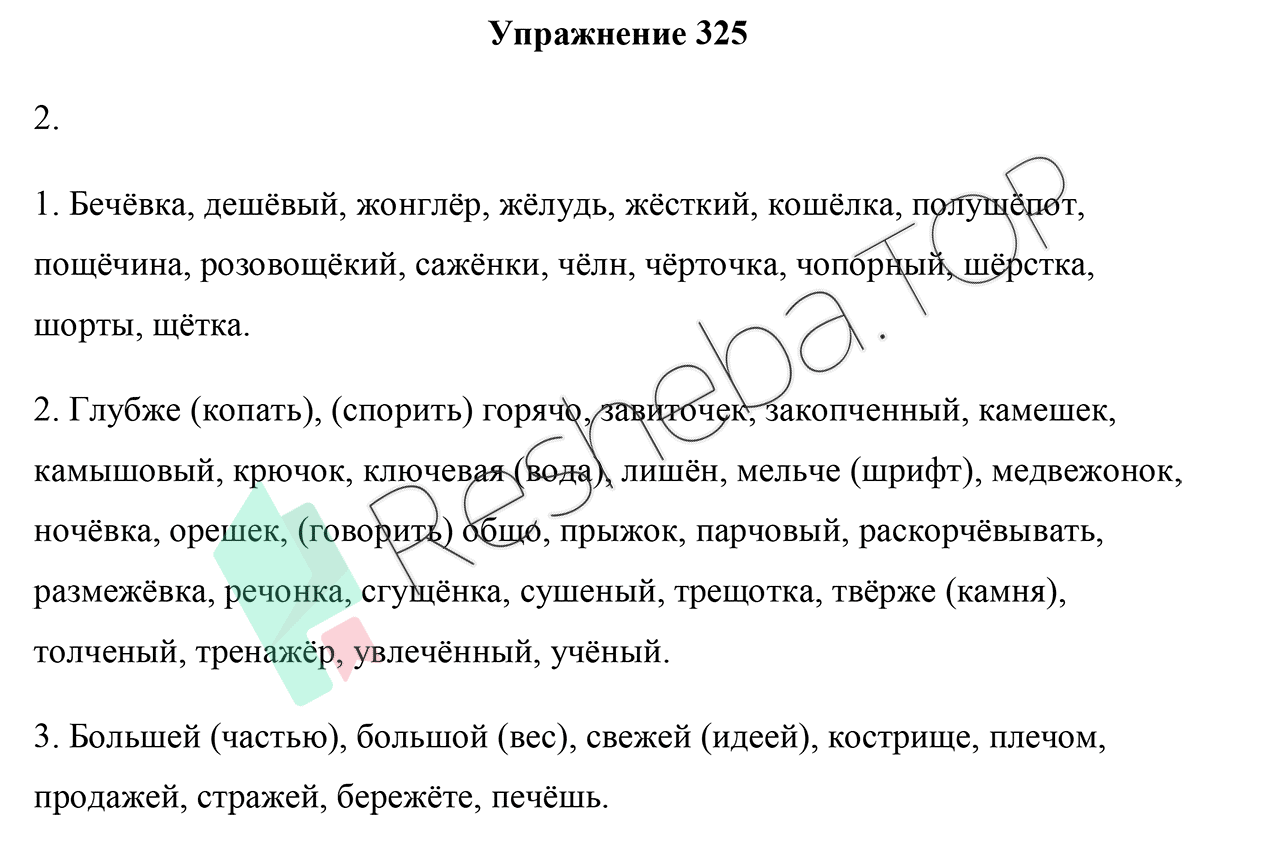 Упражнение 325
2.
1. Бечёвка, дешёвый, жонглёр, жёлудь, жёсткий, кошёлка, полушёпот,
пощёчина, розовощёкий, сажёнки, чёлн, чёрточка, чопорный, шёрстка,
шорты, щётка.
2. Глубже (копать), (спорить) горячо, завиточек, закопченный, камешек,
камышовый, крючок, ключевая (вода), лишён, мельче (шрифт), медвежонок,
ночёвка, орешек, (говорить) общо, прыжок, парчовый, раскорчёвывать,
размежёвка, речонка, сгущёнка, сушеный, трещотка, твёрже (камня),
толченый, тренажёр, увлечённый, учёный.
3. Большей (частью), большой (вес), свежей (идеей), кострище, плечом,
продажей, стражей, бережёте, печёшь.
Resheba.TOP